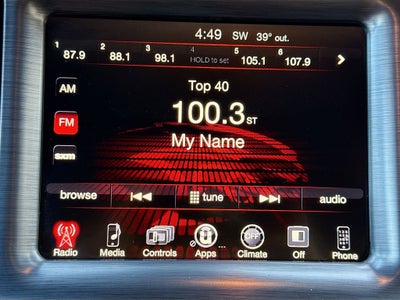 4:49 SW 39° out.
1 87.9 2 88.1 3 98.1 4 HOLD to set 5 105.1 6 107.9 >
AM
Top 40
100.3 ST
FM
My Name
sxm
browse tune audio
OFF
Radio Media Controls Apps Climate Off Phone